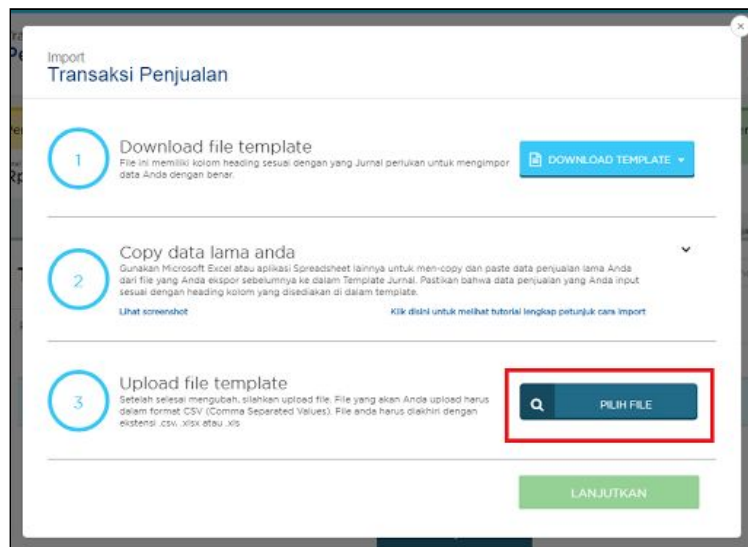 Import
Transaksi Penjualan
1
Download file template
File ini memiliki kolom heading sesuai dengan yang Jurnal perlukan untuk mengimpor
data Anda dengan benar.
DOWNLOAD TEMPLATE
2
Copy data lama anda
Gunakan Microsoft Excel atau aplikasi Spreadsheet lainnya untuk men-copy dan paste data penjualan lama Anda
dari file yang Anda ekspor sebelumnya ke dalam Template Jurnal. Pastikan bahwa data penjualan yang Anda input
sesuai dengan heading kolom yang disediakan di dalam template.
Lihat screenshot
Klik disini untuk melihat tutorial lengkap petunjuk cara import
3
Upload file template
Setelah selesai mengubah, silahkan upload file. File yang akan Anda upload harus
dalam format CSV (Comma Separated Values). File anda harus diakhiri dengan
ekstensi .csv, .xlsx atau .xls
PILIH FILE
LANJUTKAN